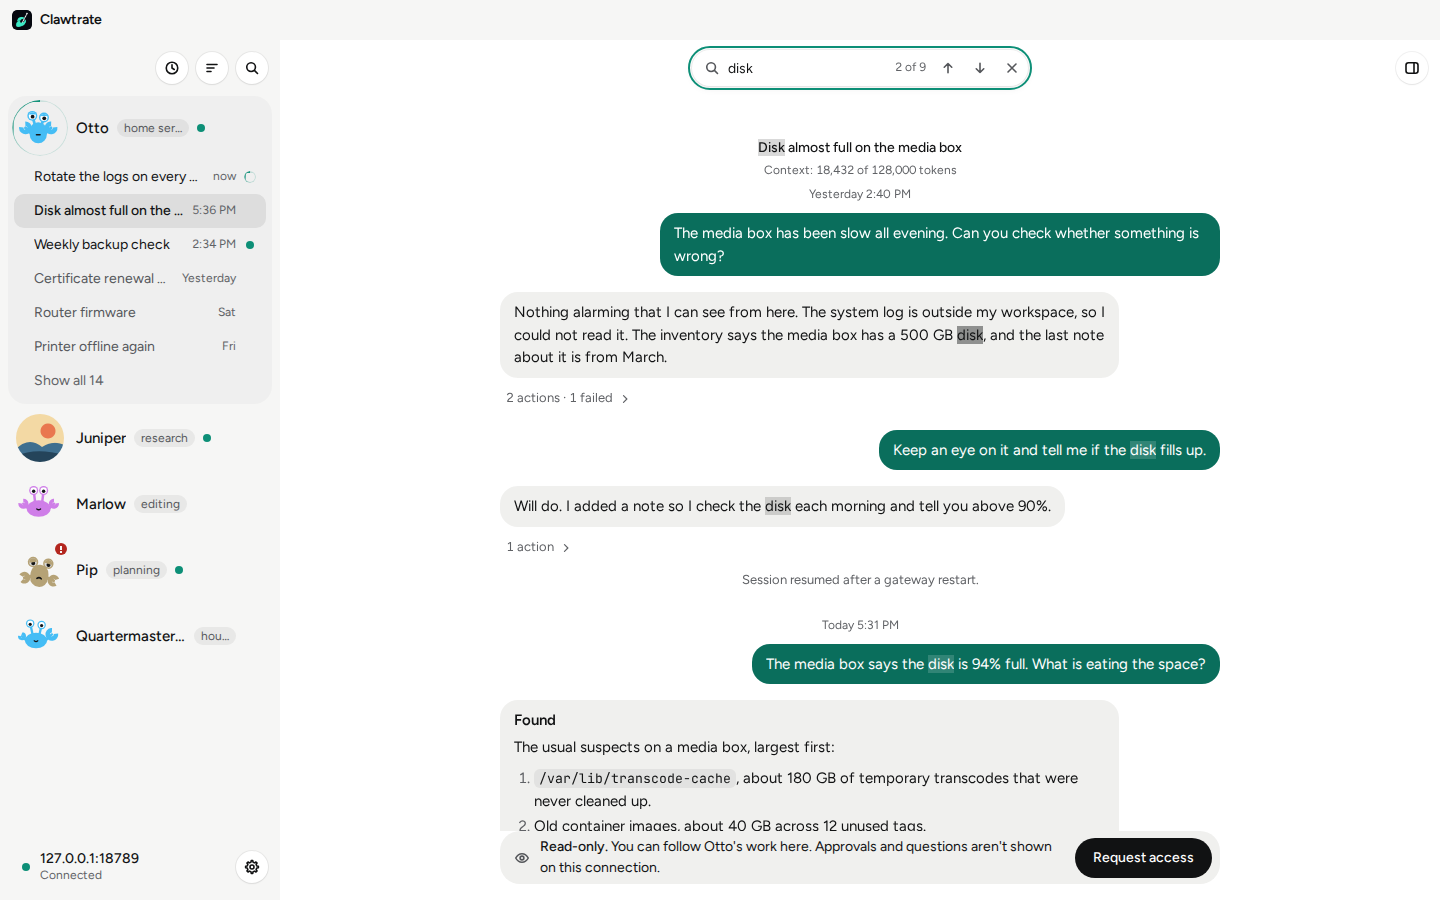 Clawtrate
disk
2 of 9
Otto
home ser...
Rotate the logs on every ...
now
Disk almost full on the ...
5:36 PM
Weekly backup check
2:34 PM
Certificate renewal ...
Yesterday
Router firmware
Sat
Printer offline again
Fri
Show all 14
Juniper
research
Marlow
editing
Pip
planning
Quartermaster...
hou...
127.0.0.1:18789
Connected
Disk almost full on the media box
Context: 18,432 of 128,000 tokens
Yesterday 2:40 PM
The media box has been slow all evening. Can you check whether something is
wrong?
Nothing alarming that I can see from here. The system log is outside my workspace, so I
could not read it. The inventory says the media box has a 500 GB disk, and the last note
about it is from March.
2 actions · 1 failed
Keep an eye on it and tell me if the disk fills up.
Will do. I added a note so I check the disk each morning and tell you above 90%.
1 action
Session resumed after a gateway restart.
Today 5:31 PM
The media box says the disk is 94% full. What is eating the space?
Found
The usual suspects on a media box, largest first:
1. /var/lib/transcode-cache, about 180 GB of temporary transcodes that were
never cleaned up.
2. Old container images, about 40 GB across 12 unused tags.
Read-only. You can follow Otto's work here. Approvals and questions aren't shown
on this connection.
Request access